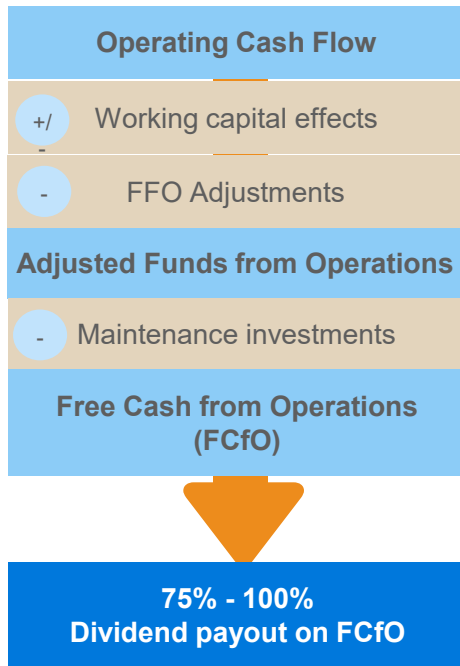 Operating Cash Flow
+/
-
Working capital effects
-
FFO Adjustments
Adjusted Funds from Operations
-
Maintenance investments
Free Cash from Operations
(FCfO)
75% - 100%
Dividend payout on FCfO